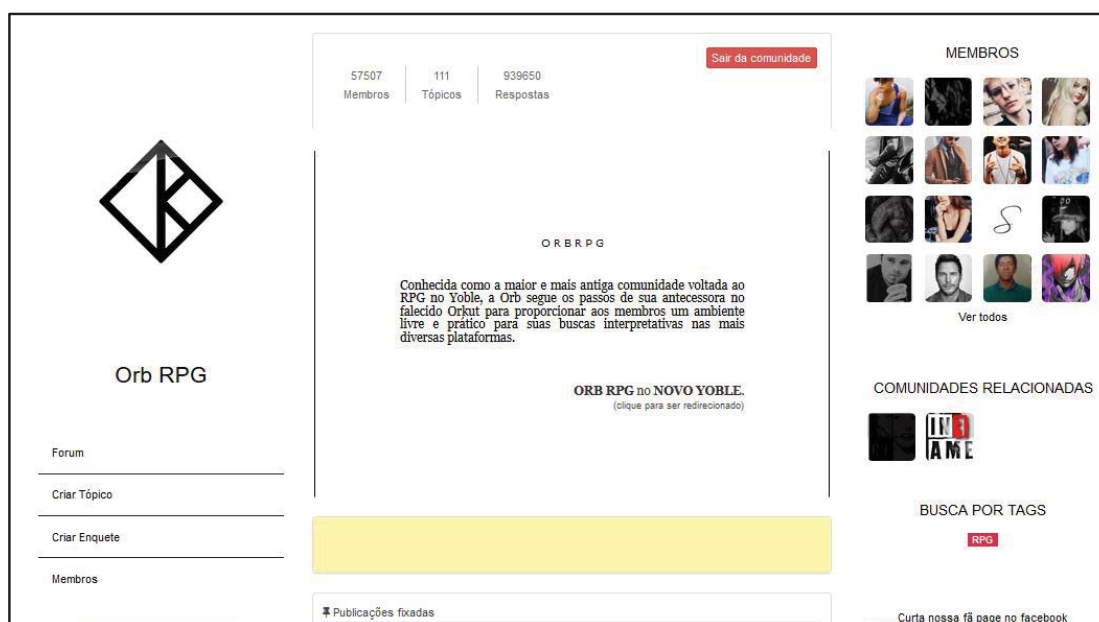 Orb RPG
Forum
Criar Tópico
Criar Enquete
Membros
57507
Membros
111
Tópicos
939650
Respostas
Sair da comunidade
ORBRPG
Conhecida como a maior e mais antiga comunidade voltada ao
RPG no Yoble, a Orb segue os passos de sua antecessora no
falecido Orkut para proporcionar aos membros um ambiente
livre e prático para suas buscas interpretativas nas mais
diversas plataformas.
ORB RPG no NOVO YOBLE.
(clique para ser redirecionado)
Publicações fixadas
MEMBROS
Ver todos
COMUNIDADES RELACIONADAS
IN
AME
BUSCA POR TAGS
RPG
Curta nossa fã page no facebook